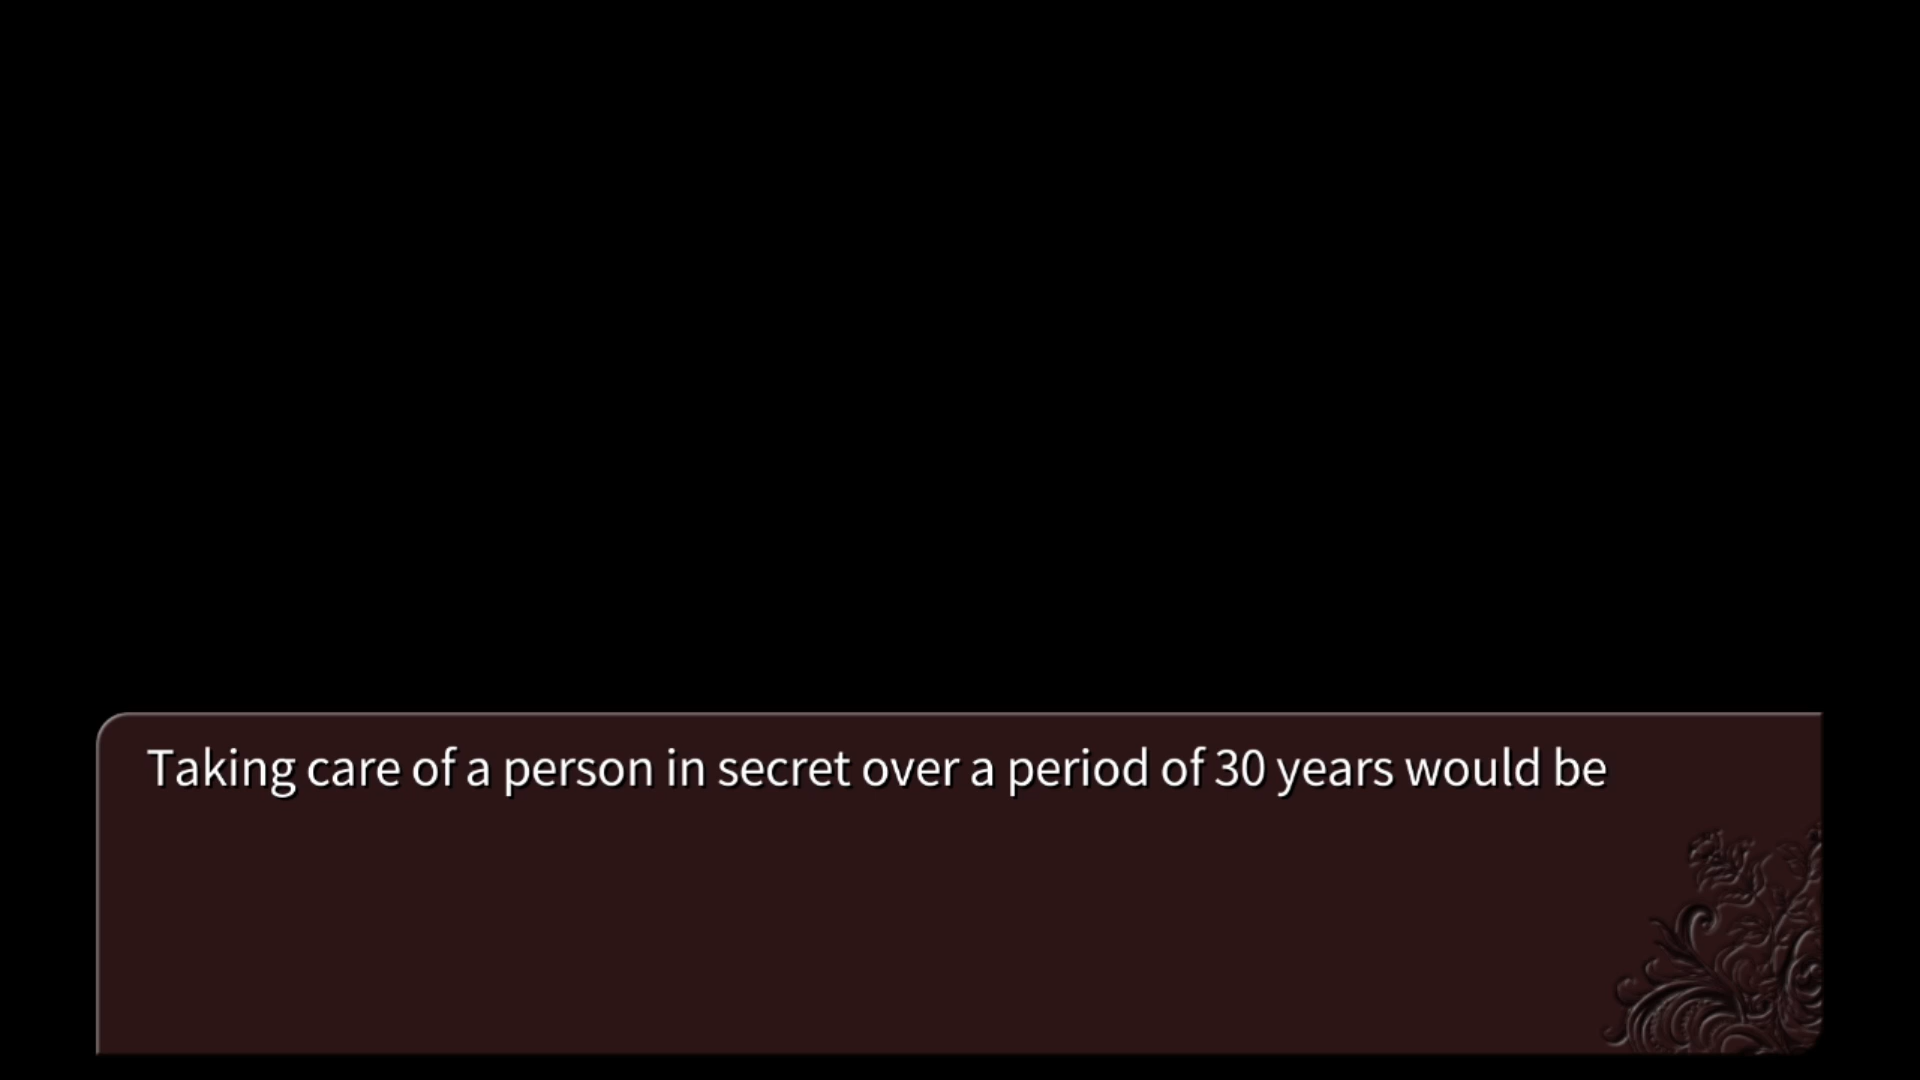 Taking care of a person in secret over a period of 30 years would be